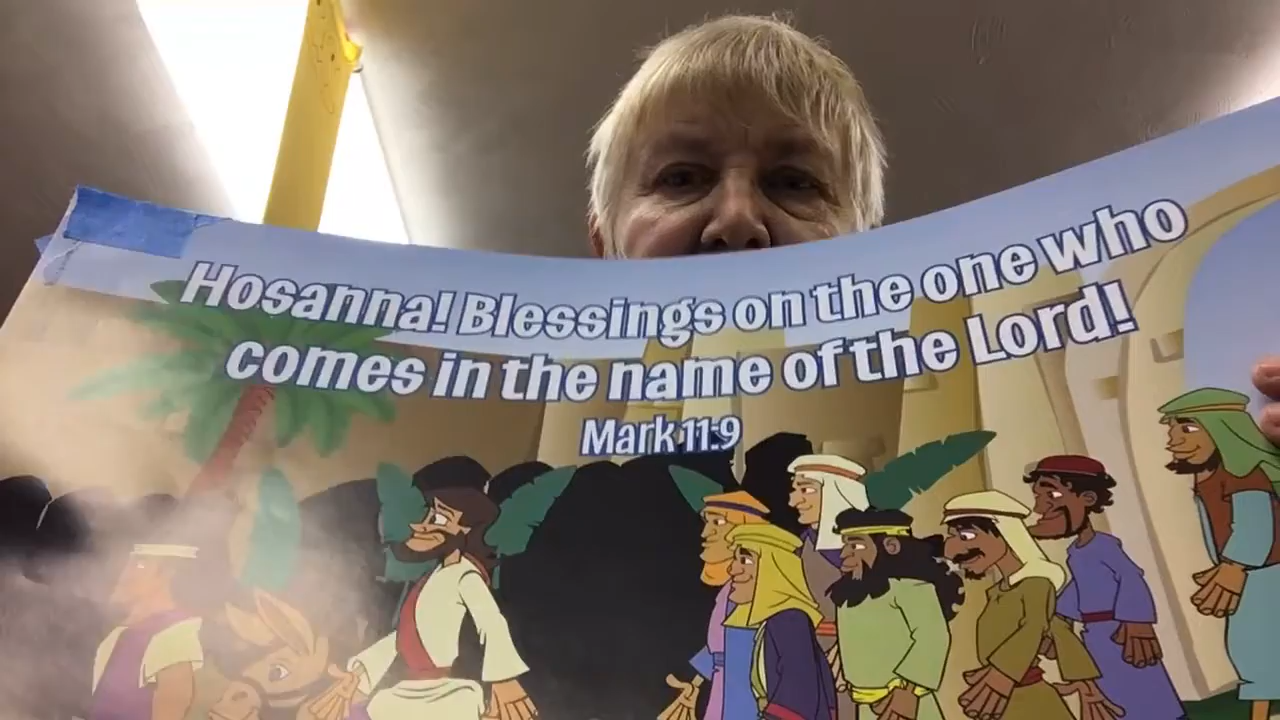 Hosanna! Blessings on the one who
comes in the name of the Lord!
Mark 11:9